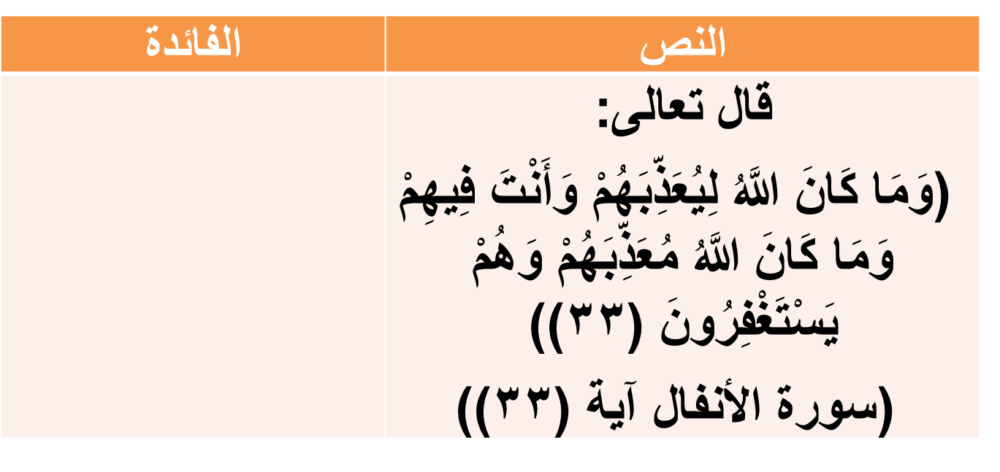 النص
الفائدة
قال تعالى:
(وَمَا كَانَ اللَّهُ لِيُعَذِّبَهُمْ وَأَنْتَ فِيهِمْ
وَمَا كَانَ اللَّهُ مُعَذِّبَهُمْ وَهُمْ
يَسْتَغْفِرُونَ (٣٣))
(سورة الأنفال آية (٣٣))